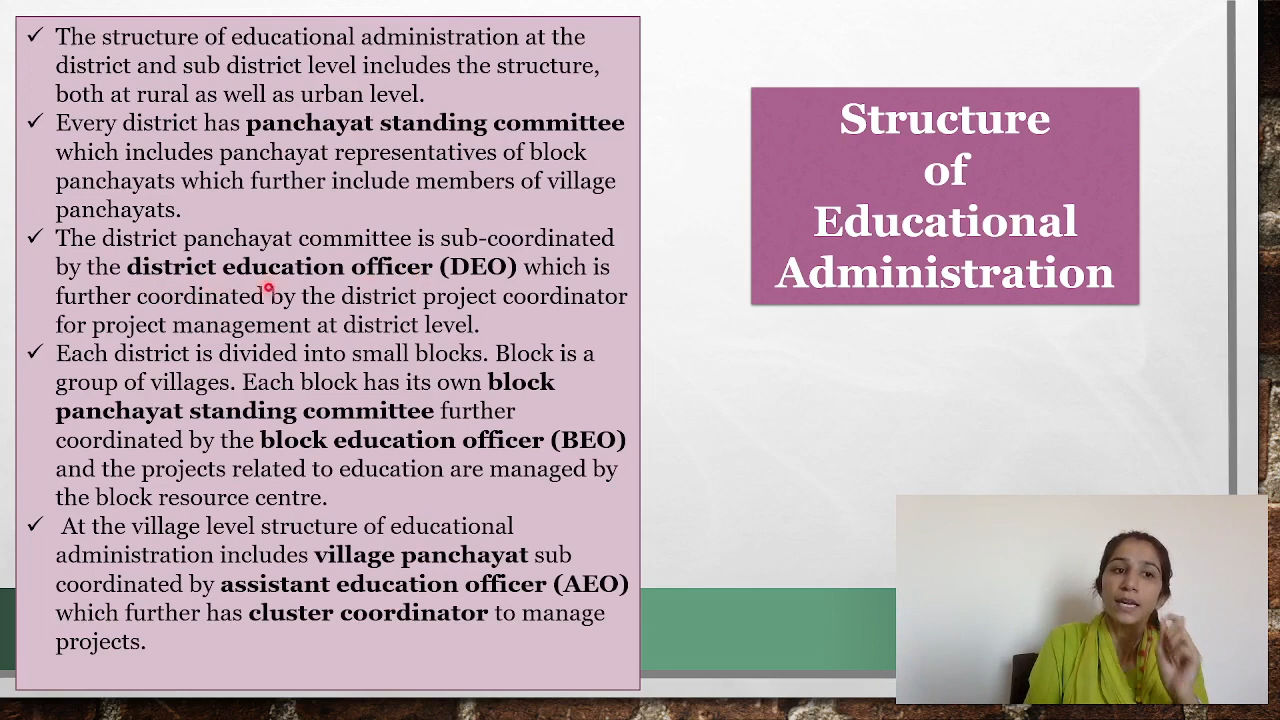 ✓ The structure of educational administration at the
district and sub district level includes the structure,
both at rural as well as urban level.
✓ Every district has panchayat standing committee
which includes panchayat representatives of block
panchayats which further include members of village
panchayats.
✓ The district panchayat committee is sub-coordinated
by the district education officer (DEO) which is
further coordinated by the district project coordinator
for project management at district level.
✓ Each district is divided into small blocks. Block is a
group of villages. Each block has its own block
panchayat standing committee further
coordinated by the block education officer (BEO)
and the projects related to education are managed by
the block resource centre.
✓ At the village level structure of educational
administration includes village panchayat sub
coordinated by assistant education officer (AEO)
which further has cluster coordinator to manage
projects.
Structure
of
Educational
Administration